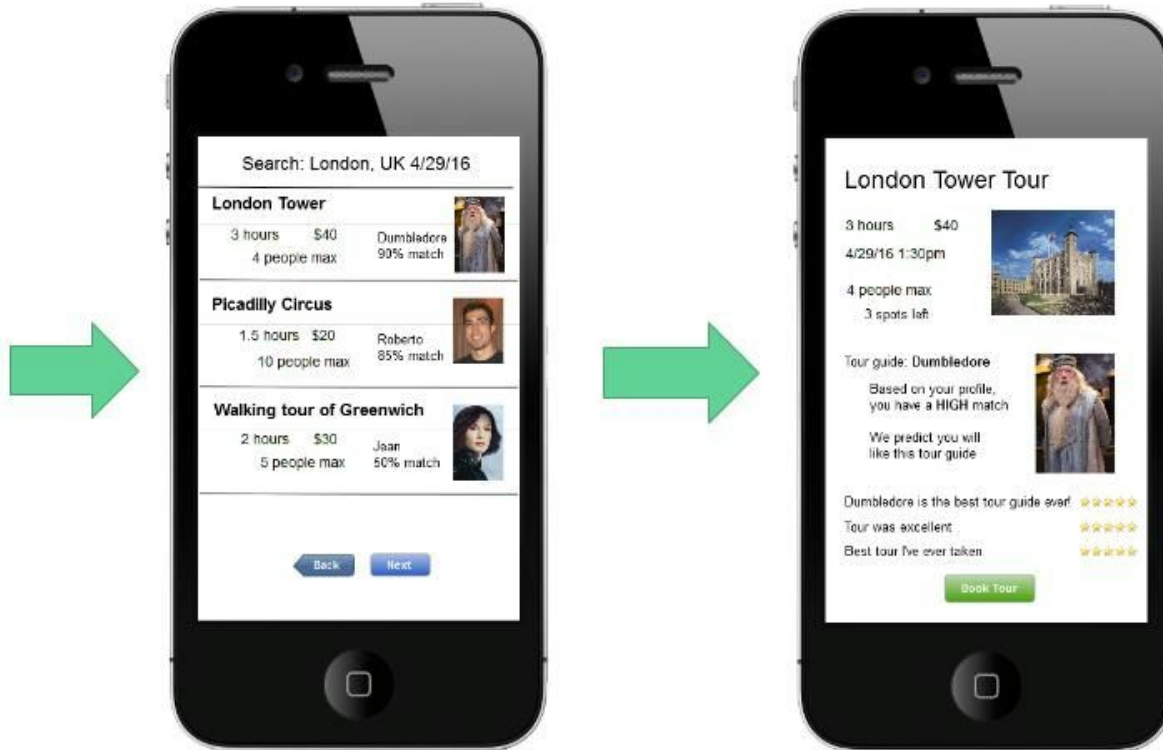 Search: London, UK 4/29/16
London Tower
3 hours $40
4 people max
Dumbledore
90% match
Picadilly Circus
1.5 hours $20
10 people max
Roberto
85% match
Walking tour of Greenwich
2 hours $30
5 people max
Jean
50% match
Back Next
London Tower Tour
3 hours $40
4/29/16 1:30pm
4 people max
3 spots left
Tour guide: Dumbledore
Based on your profile,
you have a HIGH match
We predict you will
like this tour guide
Dumbledore is the best tour guide ever!
Tour was excellent
Best tour I've ever taken
Book Tour